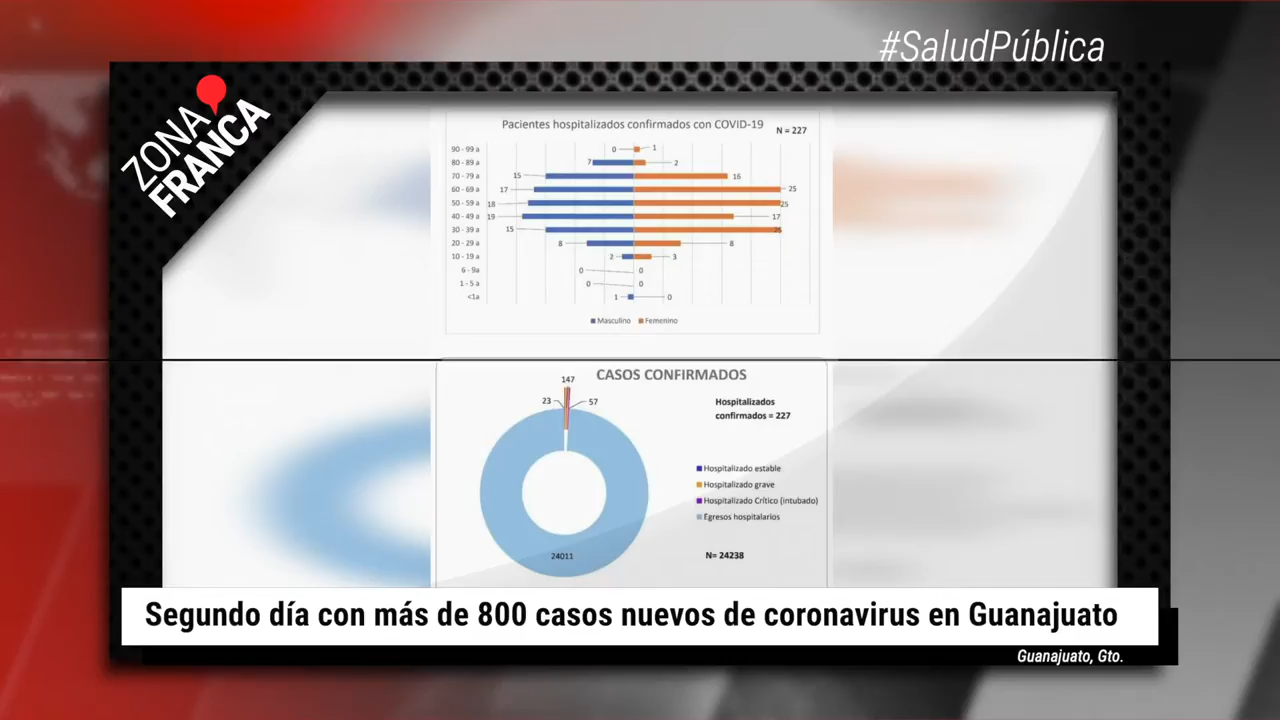 #SaludPública
ZONA
FRANCA
Pacientes hospitalizados confirmados con COVID-19
N = 227
90 - 99 a 0 1
80 - 89 a 7 2
70 - 79 a 15 16
60 - 69 a 17 25
50 - 59 a 18 25
40 - 49 a 19 17
30 - 39 a 15
20 - 29 a 8 8
10 - 19 a 2 3
6 - 9a 0 0
1 - 5 a 0 0
<1a 1 0
Masculino Femenino
CASOS CONFIRMADOS
147
23 57
Hospitalizados
confirmados = 227
Hospitalizado estable
Hospitalizado grave
Hospitalizado Crítico (intubado)
Egresos hospitalarios
24011
N= 24238
Segundo día con más de 800 casos nuevos de coronavirus en Guanajuato
Guanajuato, Gto.